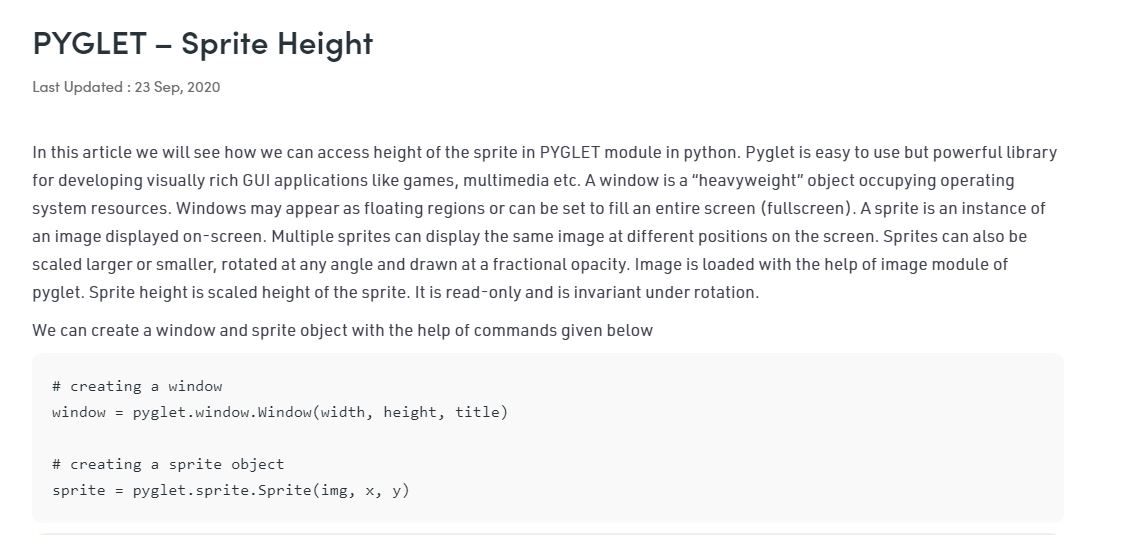 PYGLET – Sprite Height
Last Updated : 23 Sep, 2020
In this article we will see how we can access height of the sprite in PYGLET module in python. Pyglet is easy to use but powerful library
for developing visually rich GUI applications like games, multimedia etc. A window is a “heavyweight” object occupying operating
system resources. Windows may appear as floating regions or can be set to fill an entire screen (fullscreen). A sprite is an instance of
an image displayed on-screen. Multiple sprites can display the same image at different positions on the screen. Sprites can also be
scaled larger or smaller, rotated at any angle and drawn at a fractional opacity. Image is loaded with the help of image module of
pyglet. Sprite height is scaled height of the sprite. It is read-only and is invariant under rotation.
We can create a window and sprite object with the help of commands given below
# creating a window
window = pyglet.window.Window(width, height, title)
# creating a sprite object
sprite = pyglet.sprite.Sprite(img, x, y)